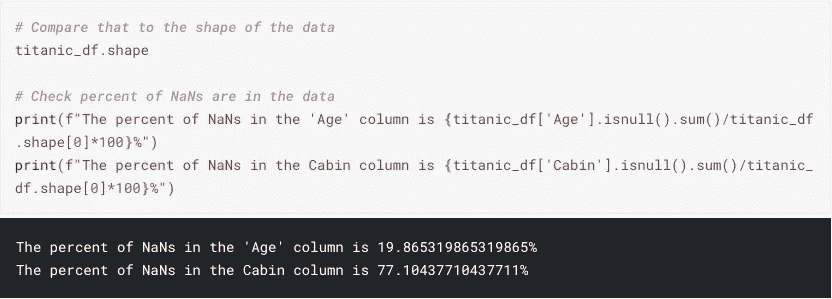 # Compare that to the shape of the data
titanic_df.shape
# Check percent of NaNs are in the data
print(f"The percent of NaNs in the 'Age' column is {titanic_df['Age'].isnull().sum()/titanic_df
.shape[0]*100}%")
print(f"The percent of NaNs in the Cabin column is {titanic_df['Cabin'].isnull().sum()/titanic_
df.shape[0]*100}%")
The percent of NaNs in the 'Age' column is 19.865319865319865%
The percent of NaNs in the Cabin column is 77.10437710437711%